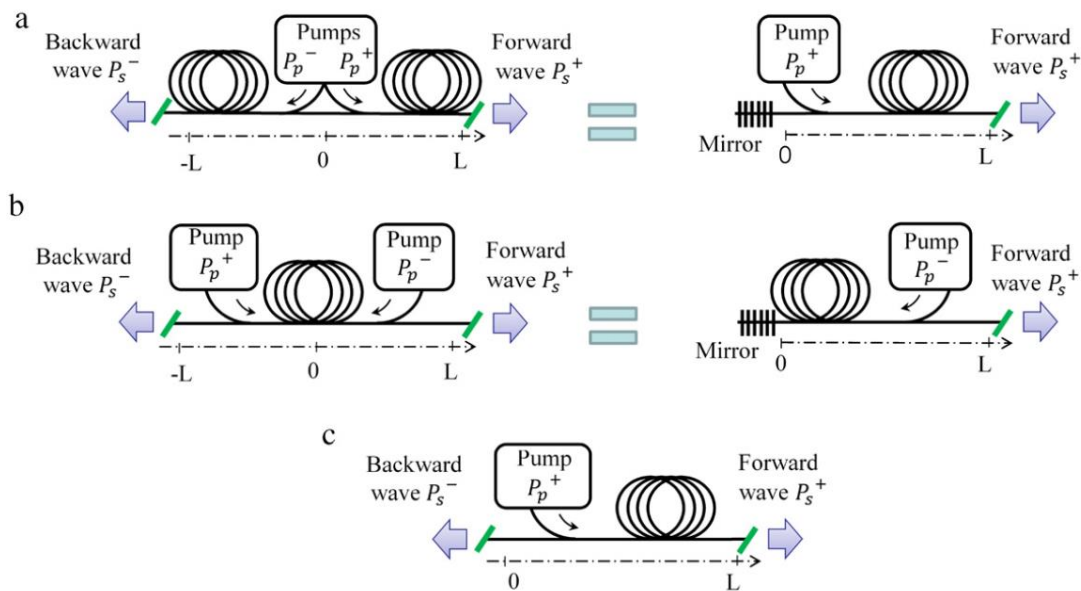 a
Backward
wave Pₛ⁻
Pumps
Pₚ⁻ Pₚ⁺
Forward
wave Pₛ⁺
-L 0 L
Pump
Pₚ⁺
Forward
wave Pₛ⁺
Mirror
0 L
b
Backward
wave Pₛ⁻
Pump
Pₚ⁺
Pump
Pₚ⁻
Forward
wave Pₛ⁺
-L 0 L
Pump
Pₚ⁻
Forward
wave Pₛ⁺
Mirror
0 L
c
Backward
wave Pₛ⁻
Pump
Pₚ⁺
Forward
wave Pₛ⁺
0 L